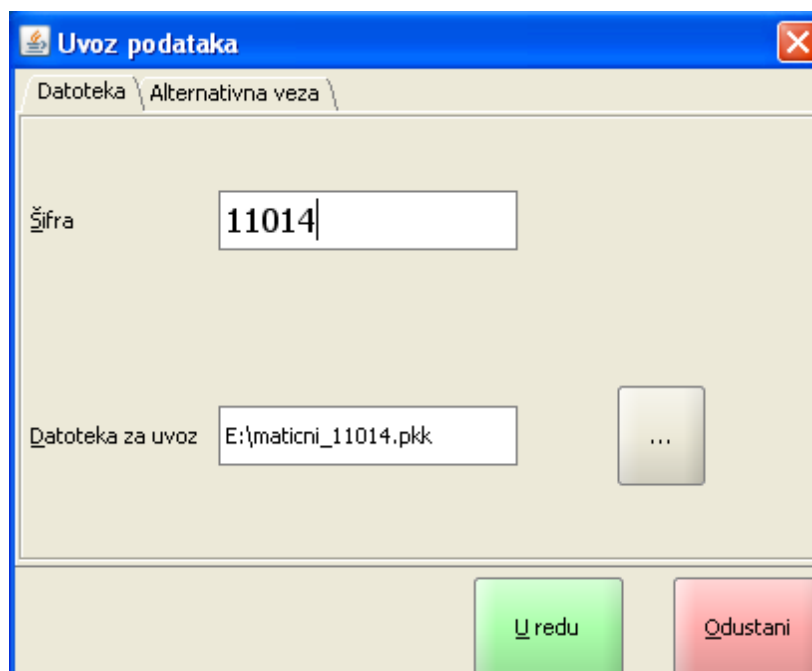 Uvoz podataka
Datoteka Alternativna veza
Šifra 11014
Datoteka za uvoz E:\maticni_11014.pkk ...
U redu Odustani